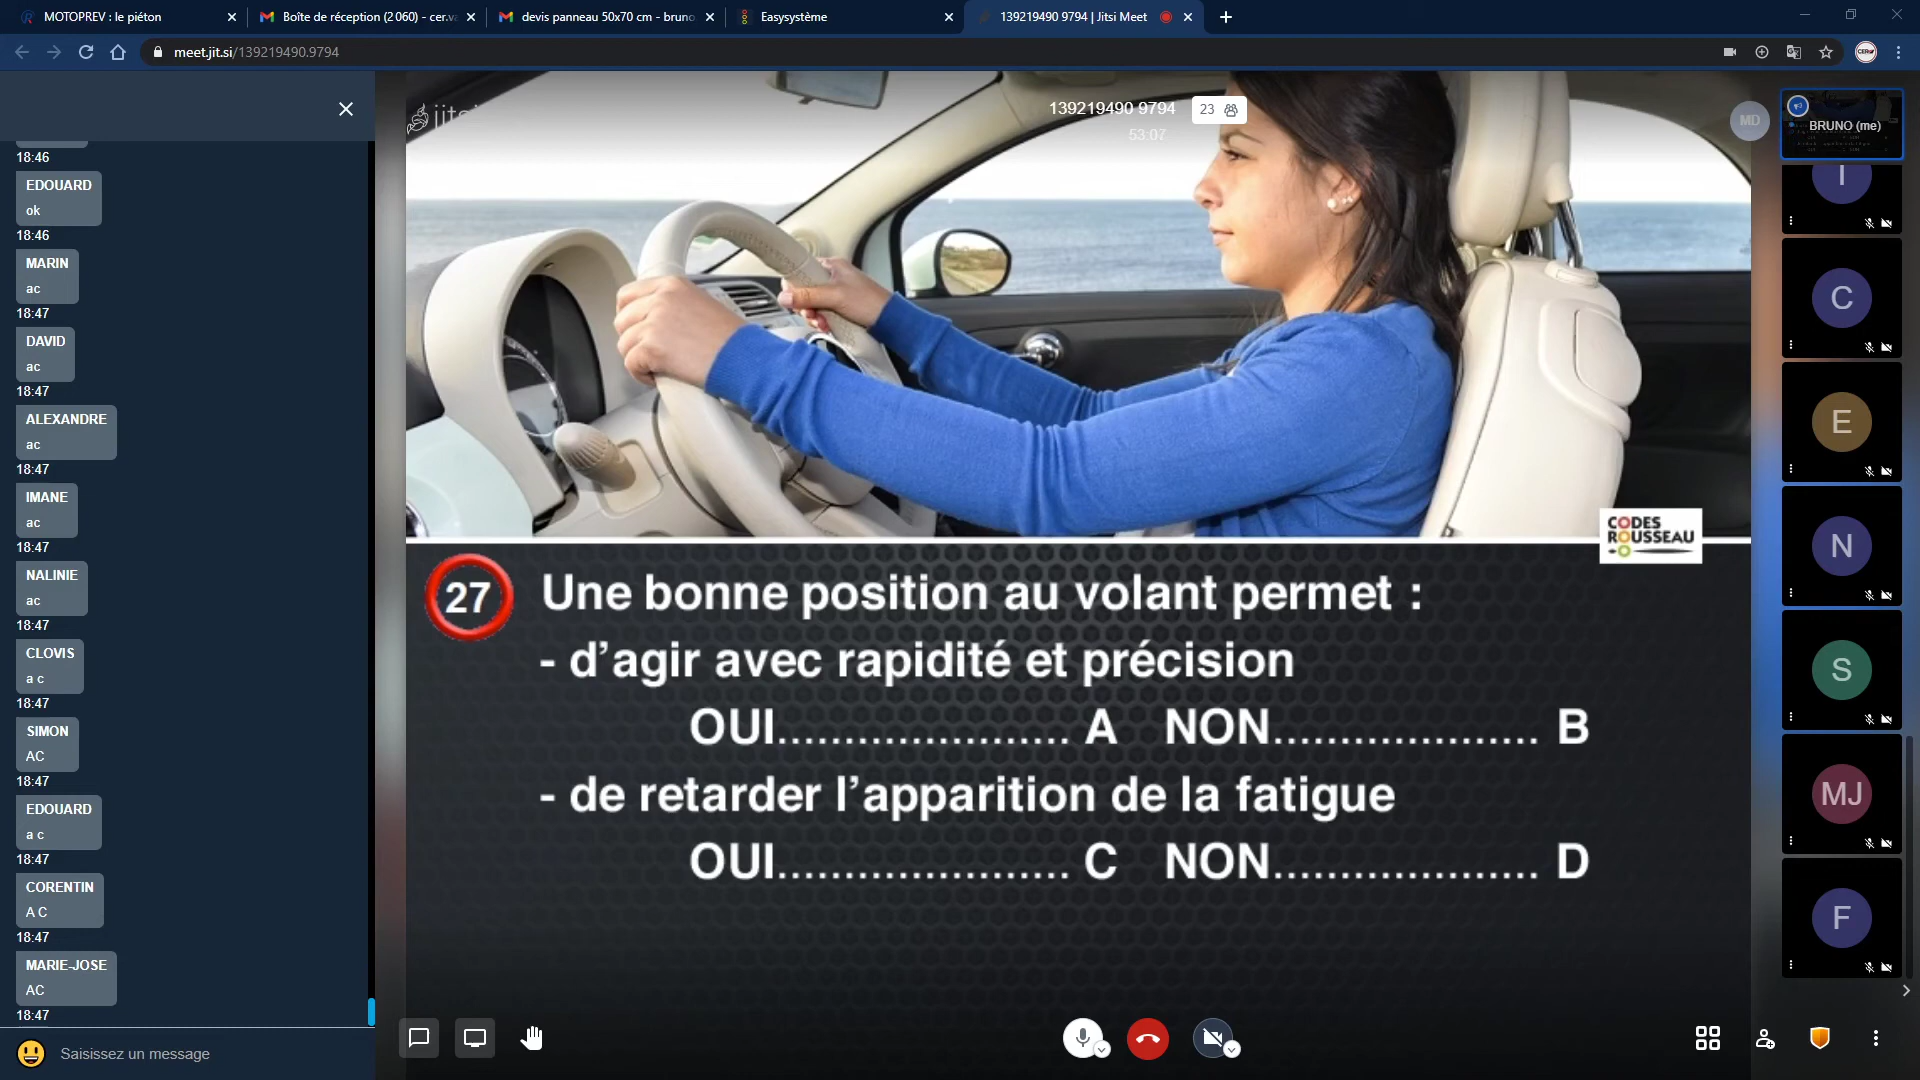 MOTOPREV : le piéton
Boîte de réception (2 060) - cer.va
devis panneau 50x70 cm - bruno.
Easysystème
139219490 9794 | Jitsi Meet
meet.jit.si/139219490.9794
18:46
EDOUARD
ok
18:46
MARIN
ac
18:47
DAVID
ac
18:47
ALEXANDRE
ac
18:47
IMANE
ac
18:47
NALINIE
ac
18:47
CLOVIS
a c
18:47
SIMON
AC
18:47
EDOUARD
a c
18:47
CORENTIN
A C
18:47
MARIE-JOSE
AC
18:47
Saisissez un message
jitsi
139219490 9794
23
53:07
MD
BRUNO (me)
I
C
E
N
S
MJ
F
CODES
ROUSSEAU
27 Une bonne position au volant permet :
- d’agir avec rapidité et précision
OUI...................... A NON.................... B
- de retarder l’apparition de la fatigue
OUI...................... C NON.................... D